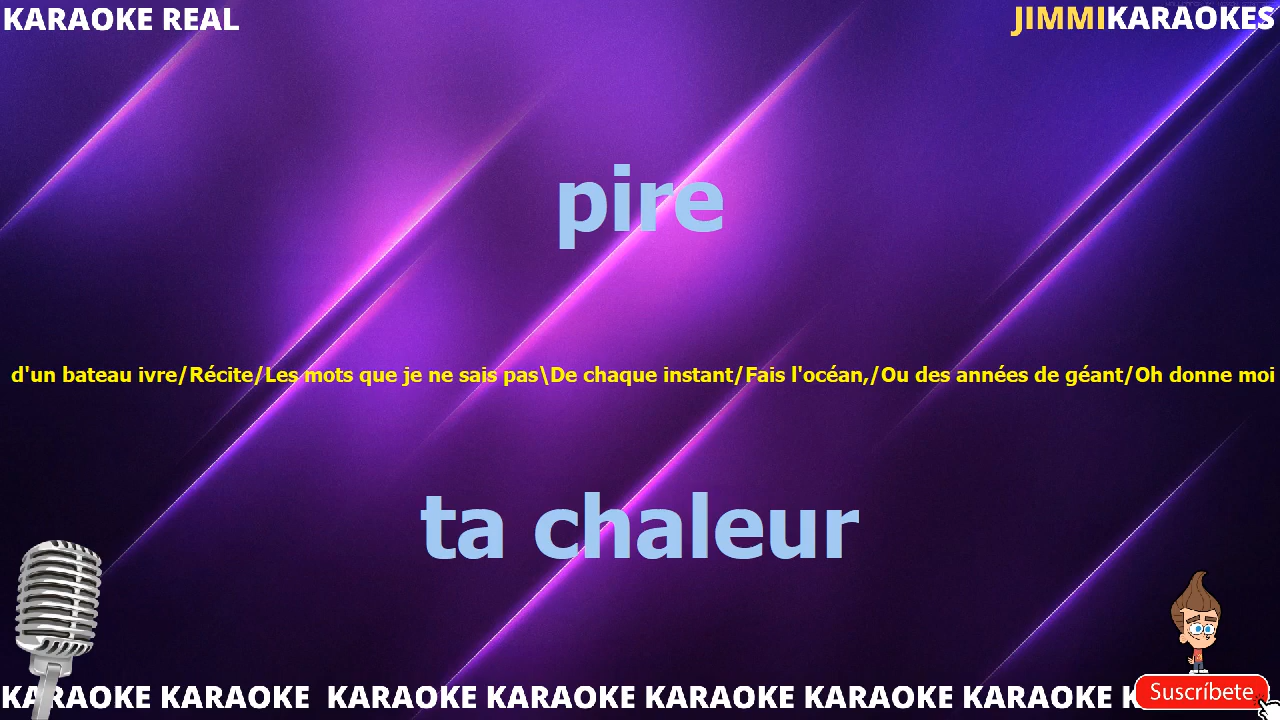 KARAOKE REAL
JIMMIKARAOKES
pire
d'un bateau ivre/Récite/Les mots que je ne sais pas\De chaque instant/Fais l'océan,/Ou des années de géant/Oh donne moi
ta chaleur
KARAOKE KARAOKE KARAOKE KARAOKE KARAOKE KARAOKE KARAOKE K
Suscríbete